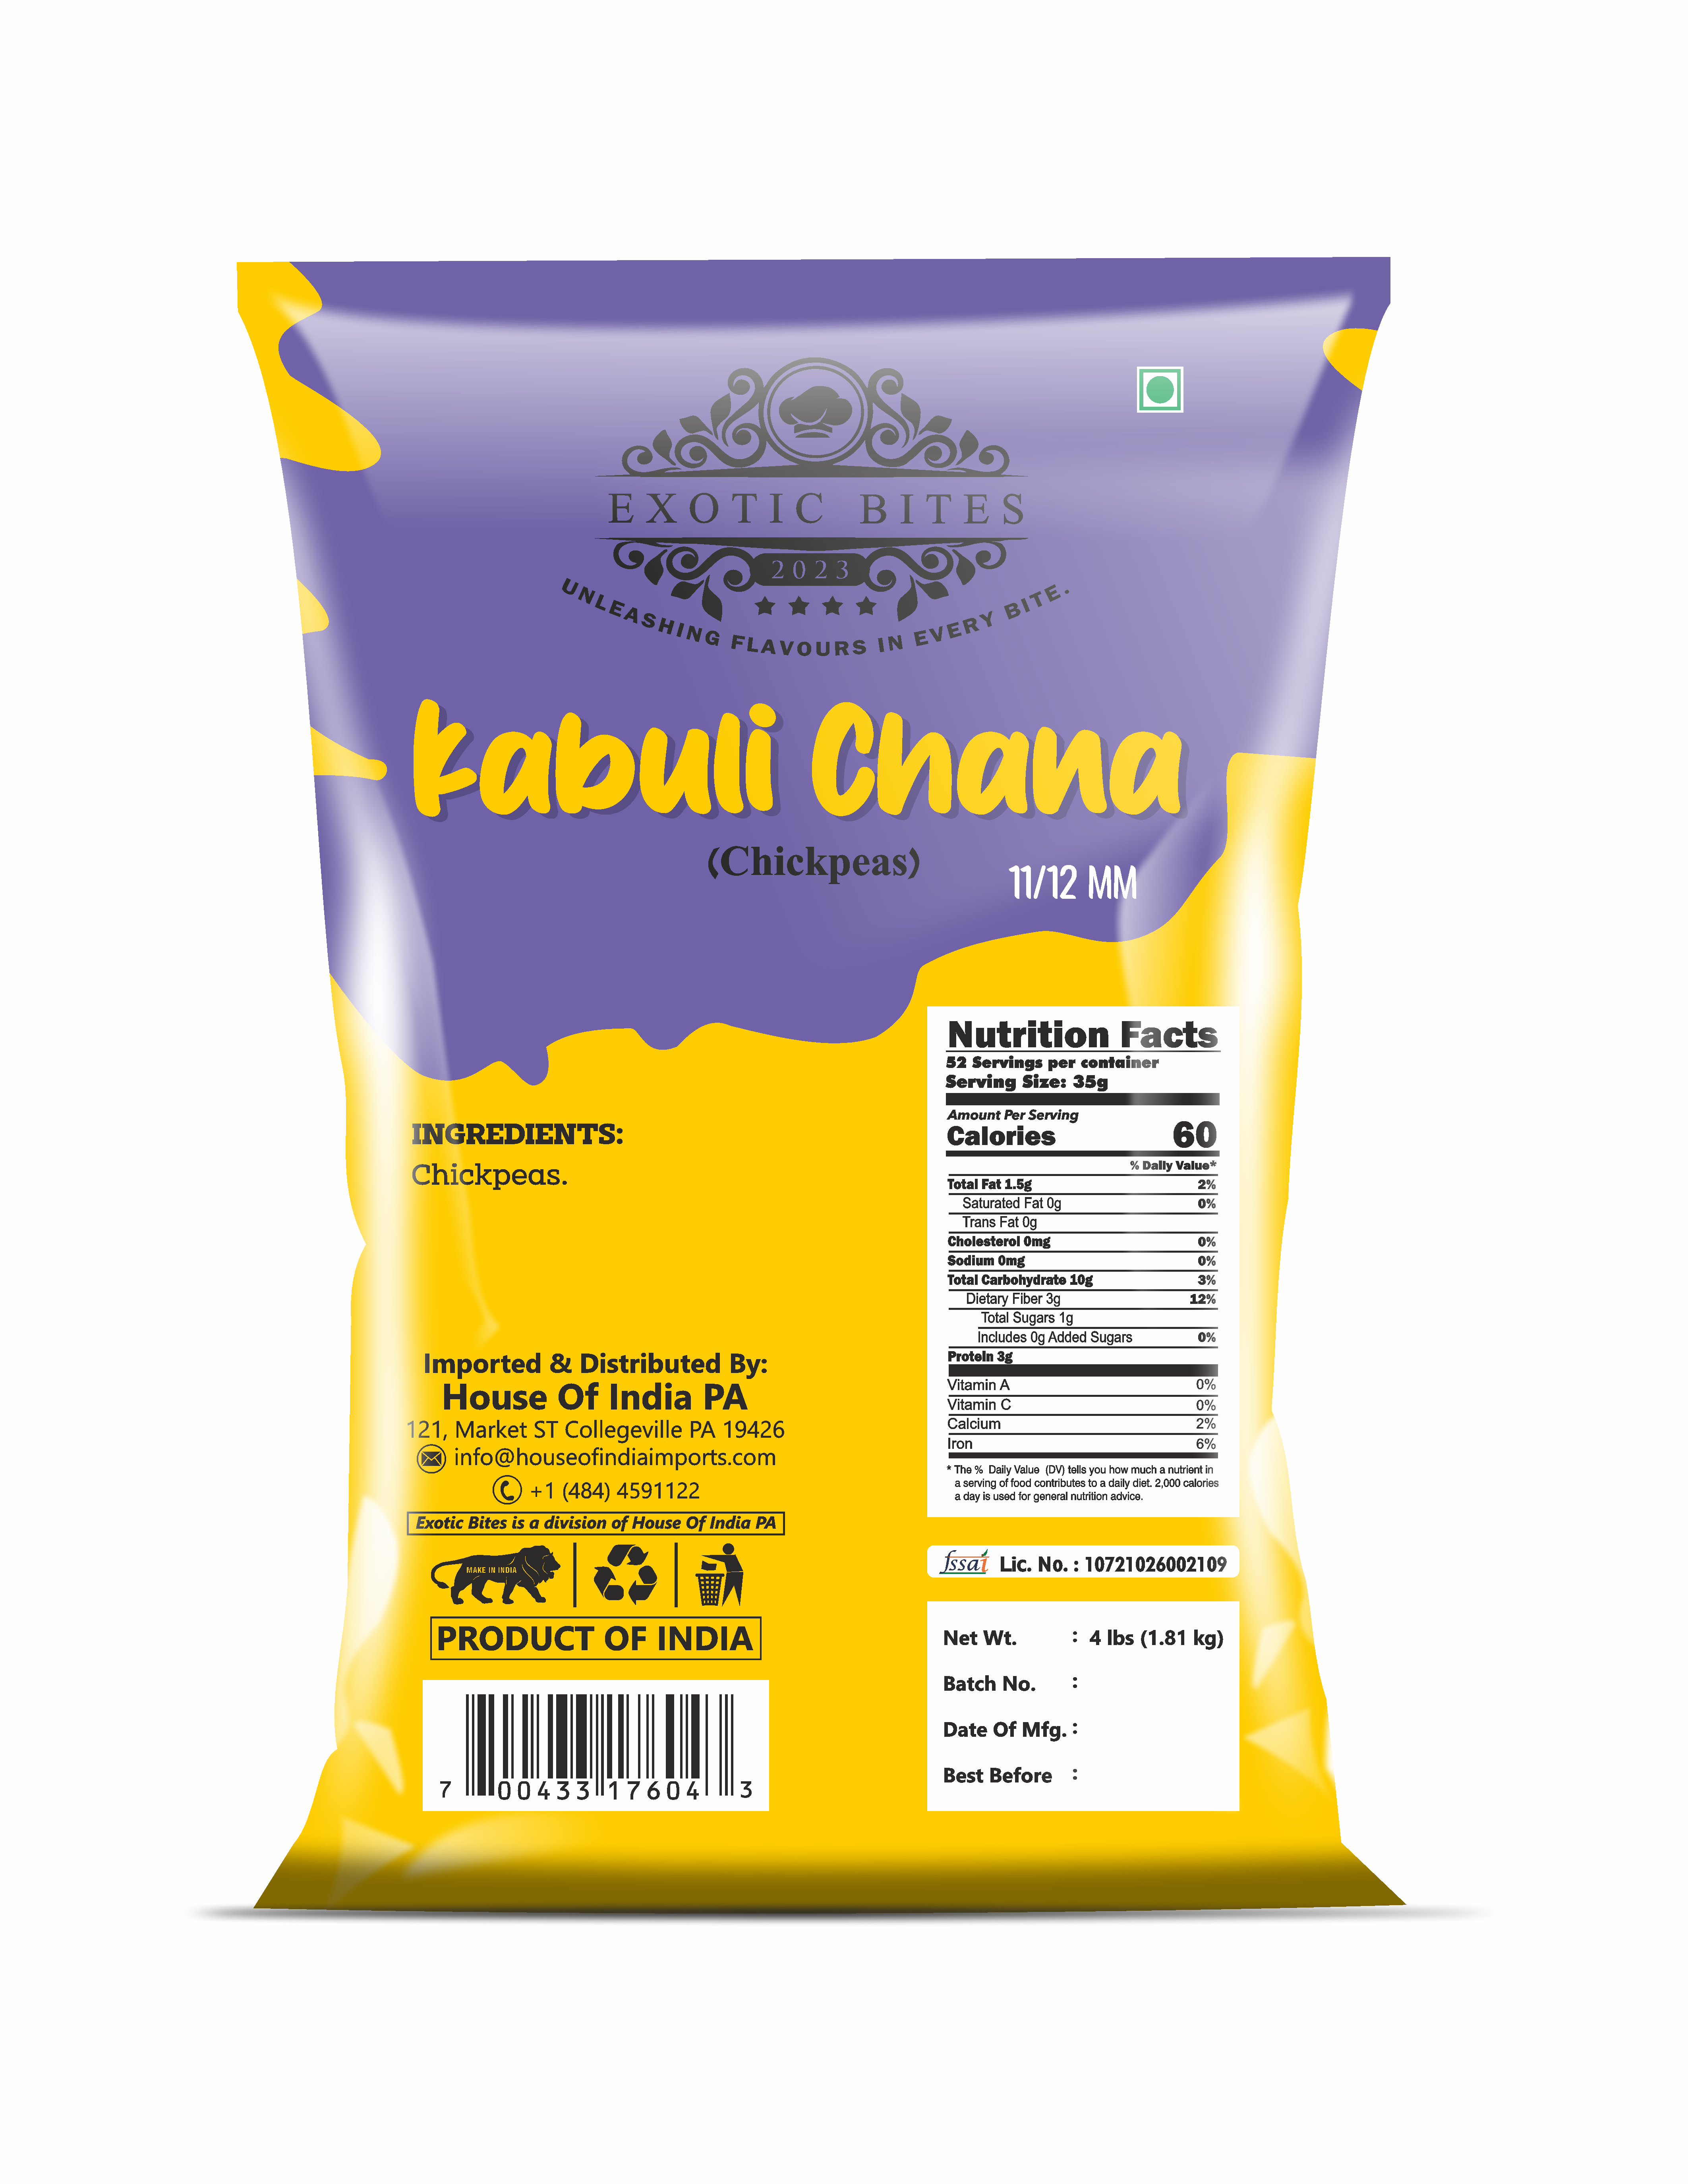 EXOTIC BITES
2023
UNLEASHING FLAVOURS IN EVERY BITE.
Kabuli Chana
(Chickpeas)
11/12 MM
INGREDIENTS:
Chickpeas.
Imported & Distributed By:
House Of India PA
121, Market ST Collegeville PA 19426
info@houseofindiaimports.com
+1 (484) 4591122
Exotic Bites is a division of House Of India PA
MAKE IN INDIA
PRODUCT OF INDIA
7 00433 17604 3
Nutrition Facts
52 Servings per container
Serving Size: 35g
Amount Per Serving
Calories 60
% Daily Value*
Total Fat 1.5g 2%
Saturated Fat 0g 0%
Trans Fat 0g
Cholesterol 0mg 0%
Sodium 0mg 0%
Total Carbohydrate 10g 3%
Dietary Fiber 3g 12%
Total Sugars 1g
Includes 0g Added Sugars 0%
Protein 3g
Vitamin A 0%
Vitamin C 0%
Calcium 2%
Iron 6%
* The % Daily Value (DV) tells you how much a nutrient in
a serving of food contributes to a daily diet. 2,000 calories
a day is used for general nutrition advice.
fssai Lic. No. : 10721026002109
Net Wt. : 4 lbs (1.81 kg)
Batch No. :
Date Of Mfg. :
Best Before :